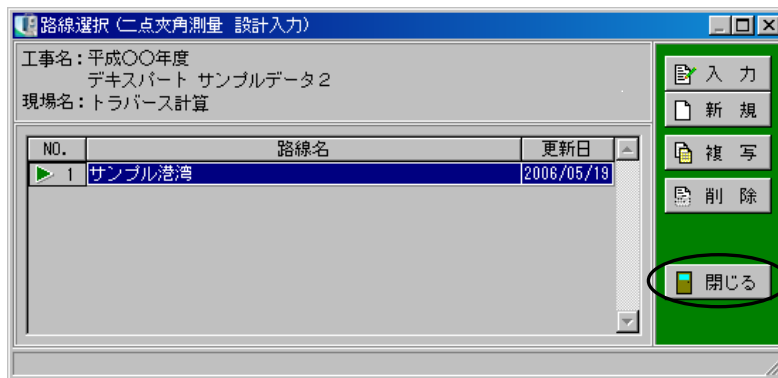 路線選択（二点夾角測量 設計入力）
工事名：平成〇〇年度
デキスパート サンプルデータ２
現場名：トラバース計算
NO. 路線名 更新日
1 サンプル港湾 2006/05/19
入 力
新 規
複 写
削 除
閉じる